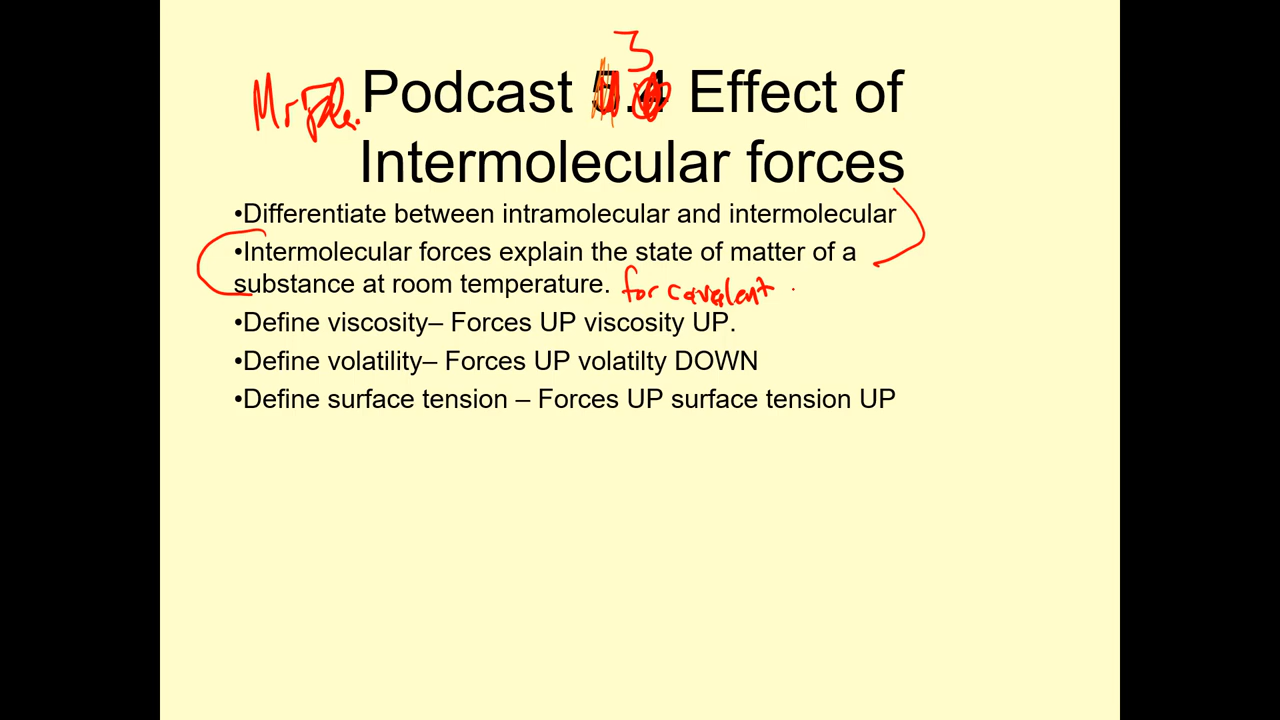 3
Mr Podcast Effect of
Intermolecular forces
•Differentiate between intramolecular and intermolecular
•Intermolecular forces explain the state of matter of a
substance at room temperature. for covalent
•Define viscosity– Forces UP viscosity UP.
•Define volatility– Forces UP volatilty DOWN
•Define surface tension – Forces UP surface tension UP